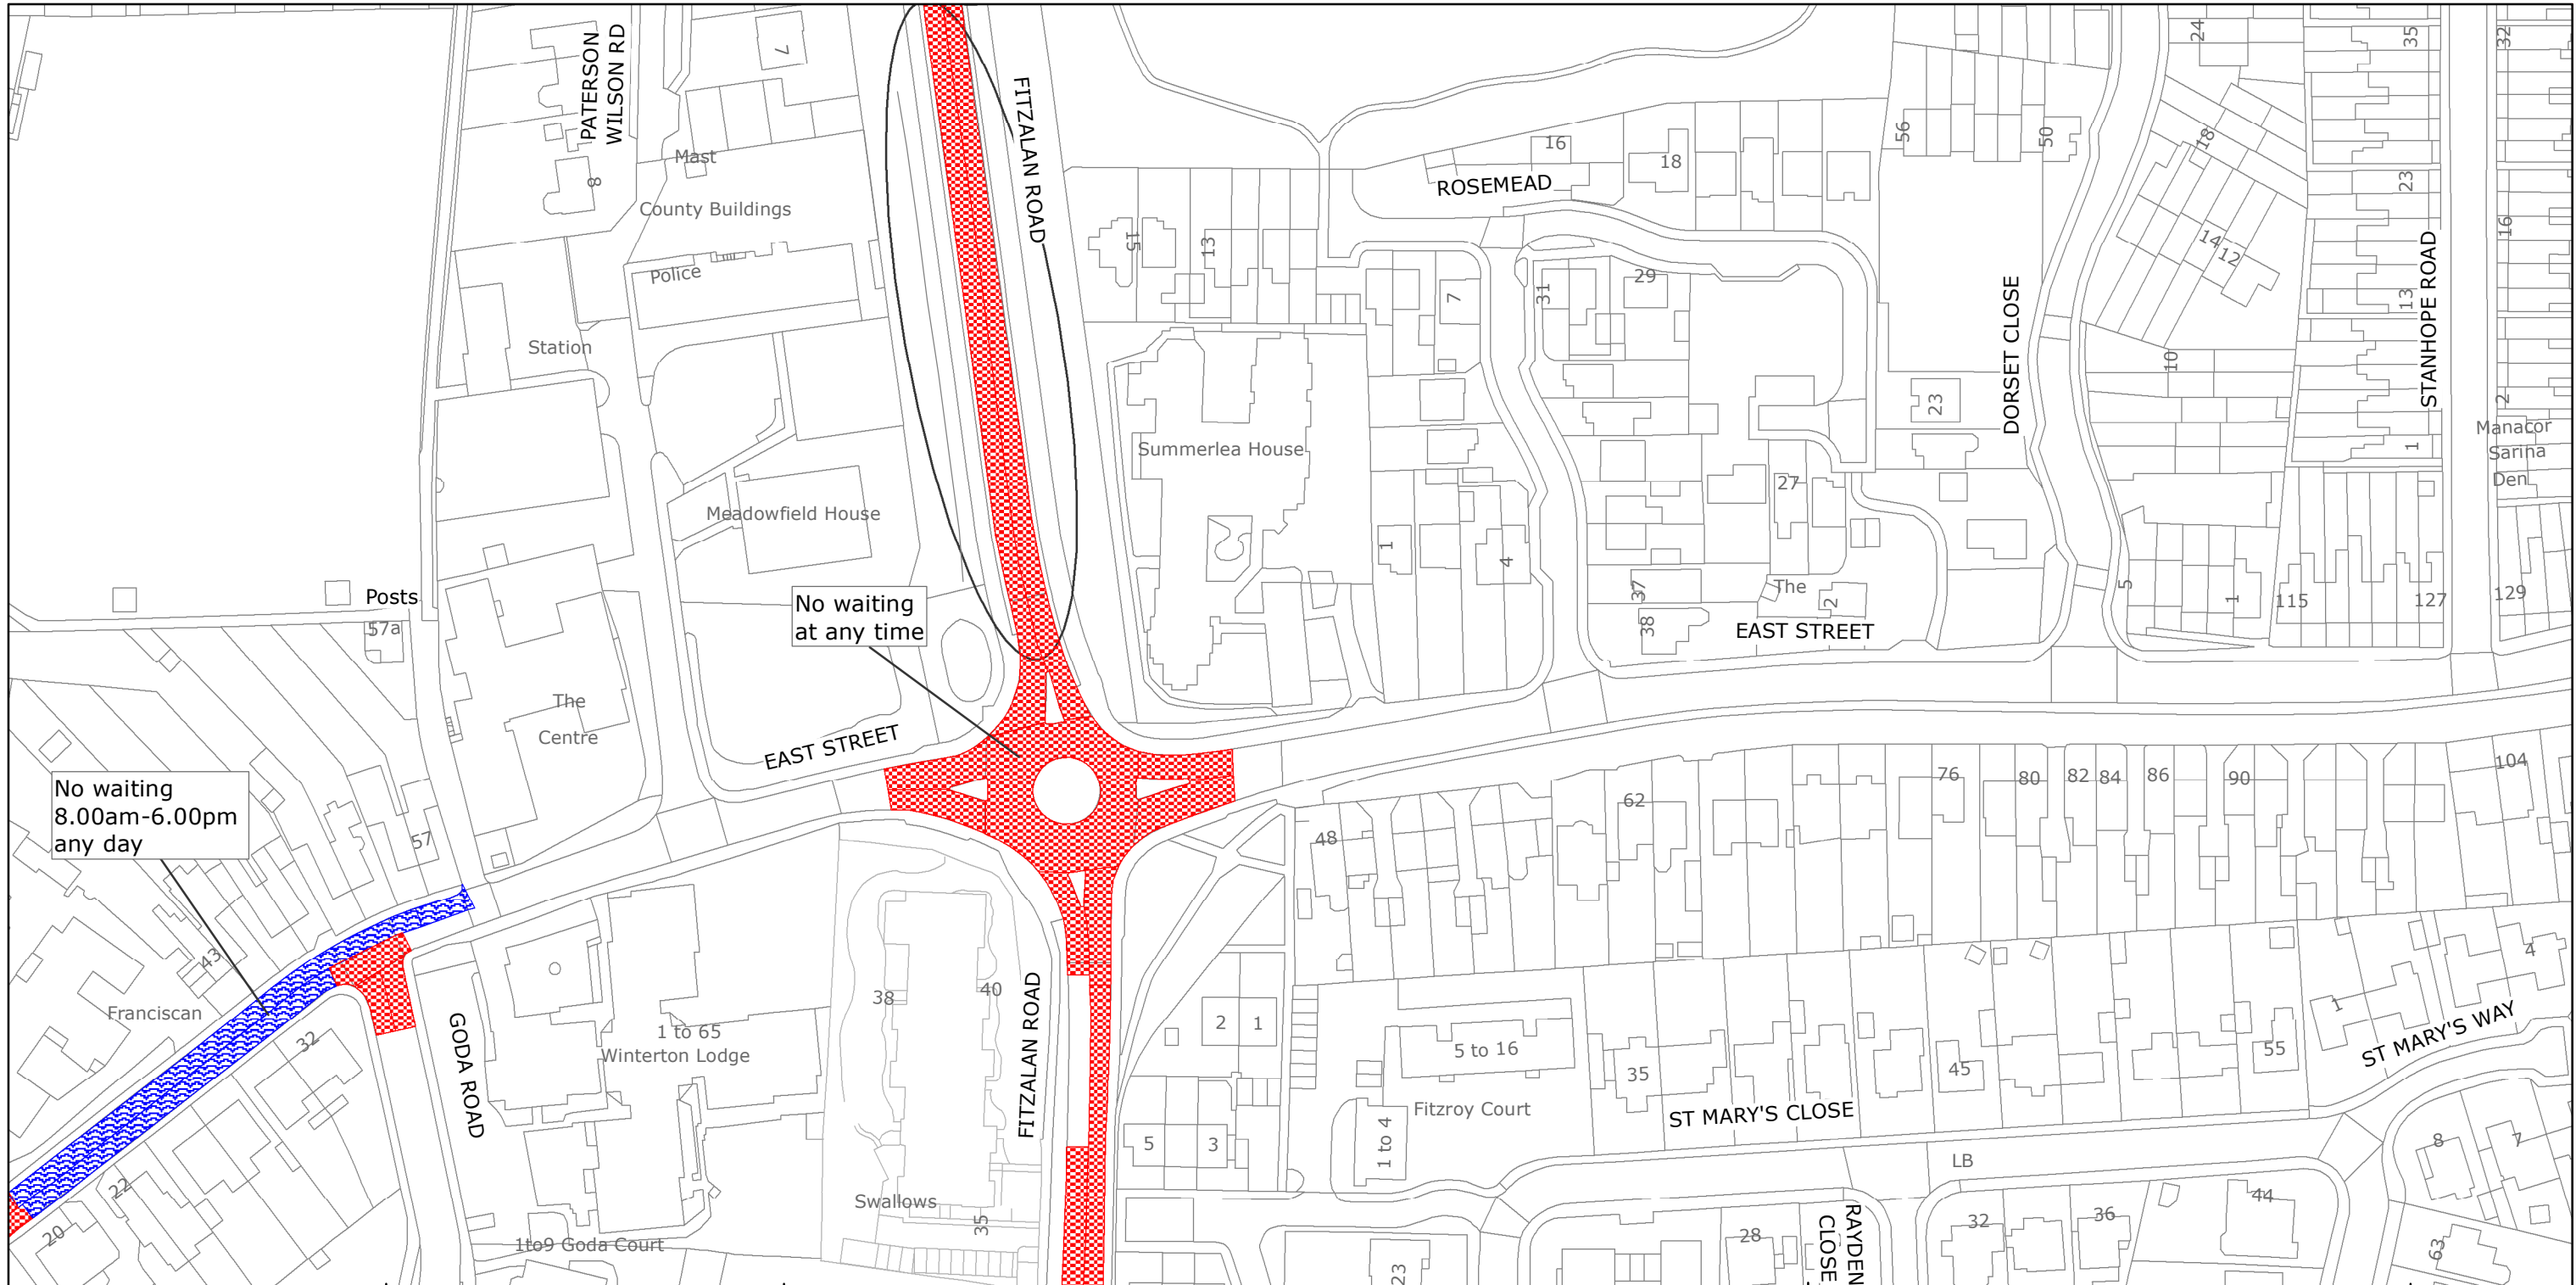 PATERSON
WILSON RD
7
Mast
8
County Buildings
Police
Station
FITZALAN ROAD
15
13
16
ROSEMEAD
18
7
31
29
56
50
24
18
14
12
10
35
23
13
1
STANHOPE ROAD
32
16
2
Manacor
Sarina
Den
DORSET CLOSE
23
Summerlea House
Meadowfield House
1
4
27
37
38
The
2
EAST STREET
5
1
115
127
129
Posts
57a
No waiting
at any time
The
Centre
EAST STREET
No waiting
8.00am-6.00pm
any day
57
43
Franciscan
32
22
20
GODA ROAD
1 to 65
Winterton Lodge
1to9 Goda Court
38
40
Swallows
35
FITZALAN ROAD
48
62
76
80
82
84
86
90
104
2
1
5
3
5 to 16
1 to 4
Fitzroy Court
35
ST MARY'S CLOSE
45
55
1
4
ST MARY'S WAY
LB
8
7
63
23
28
RAYDEN
CLOSE
32
36
44